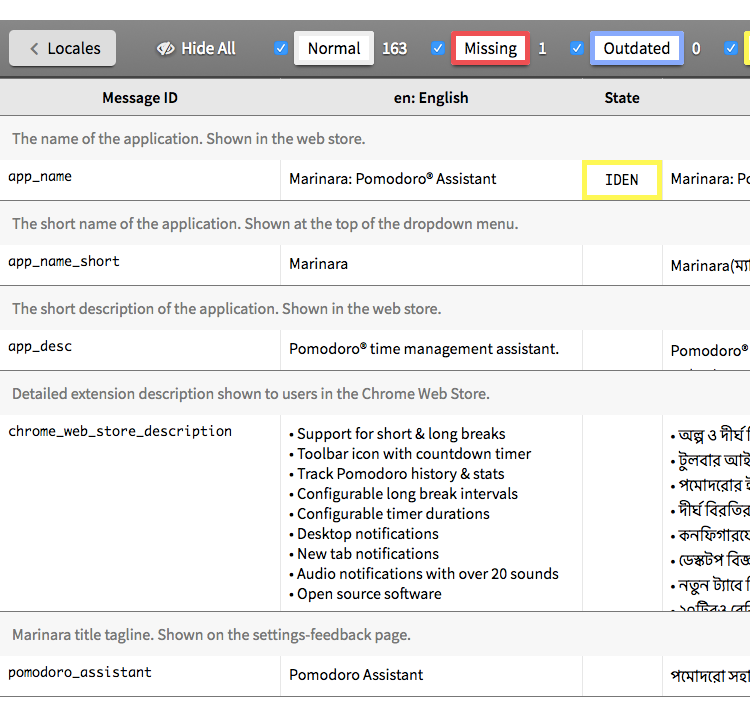 Locales Hide All Normal 163 Missing 1 Outdated 0
Message ID en: English State
The name of the application. Shown in the web store.
app_name Marinara: Pomodoro® Assistant IDEN Marinara:
The short name of the application. Shown at the top of the dropdown menu.
app_name_short Marinara
The short description of the application. Shown in the web store.
app_desc Pomodoro® time management assistant. Pomodoro®
Detailed extension description shown to users in the Chrome Web Store.
chrome_web_store_description • Support for short & long breaks • অল্প ও দীর্ঘ
• Toolbar icon with countdown timer • টুলবার
• Track Pomodoro history & stats • পমোদরোর
• Configurable long break intervals • দীর্ঘ বিরতির
• Configurable timer durations
• Desktop notifications • ডেস্কটপ
• New tab notifications • নতুন ট্যাবে
• Audio notifications with over 20 sounds
• Open source software
Marinara title tagline. Shown on the settings-feedback page.
pomodoro_assistant Pomodoro Assistant পমোদরো